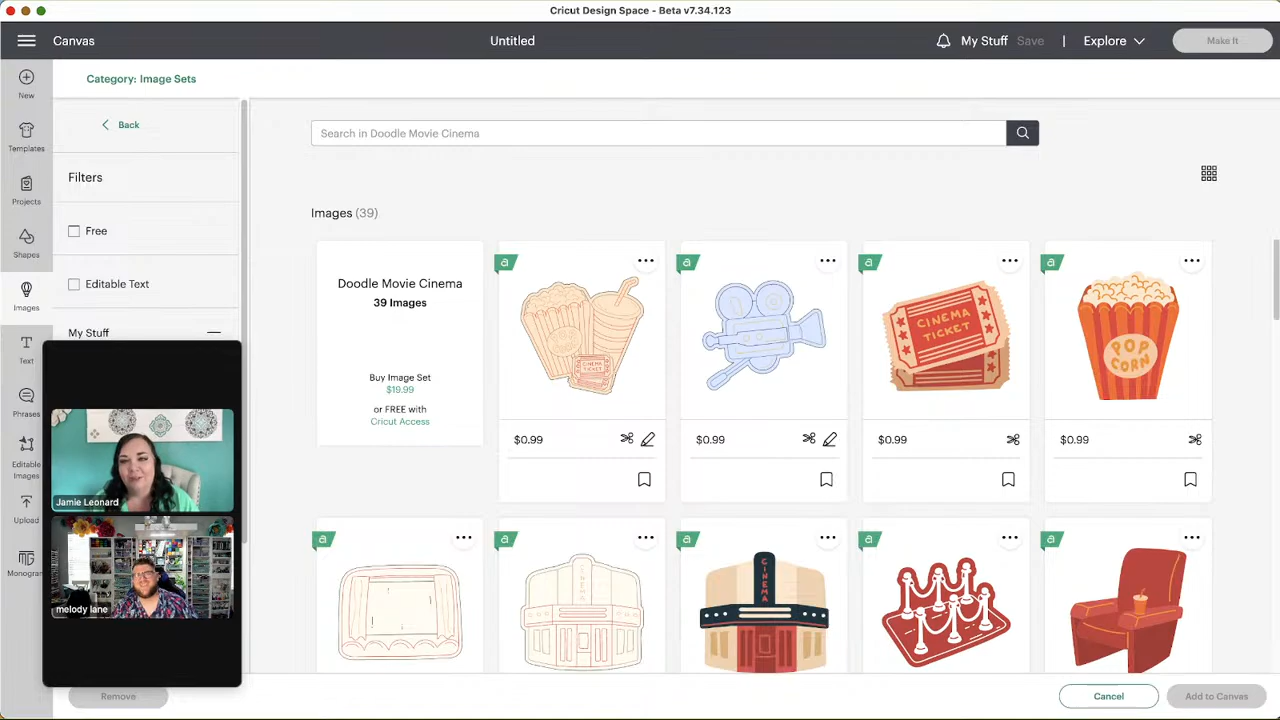 Cricut Design Space - Beta v7.34.123
Canvas
Untitled
My Stuff
Save
|
Explore
Make It
New
Templates
Projects
Shapes
Images
Text
Phrases
Editable
Images
Upload
Monogram
Category: Image Sets
Back
Filters
Free
Editable Text
My Stuff
Jamie Leonard
melody lane
Remove
Search in Doodle Movie Cinema
Images (39)
Doodle Movie Cinema
39 Images
Buy Image Set
$19.99
or FREE with
Cricut Access
a
CINEMA
TICKET
$0.99
a
$0.99
a
CINEMA
TICKET
$0.99
a
POP
CORN
$0.99
a
a
a
CINEMA
a
a
Cancel
Add to Canvas